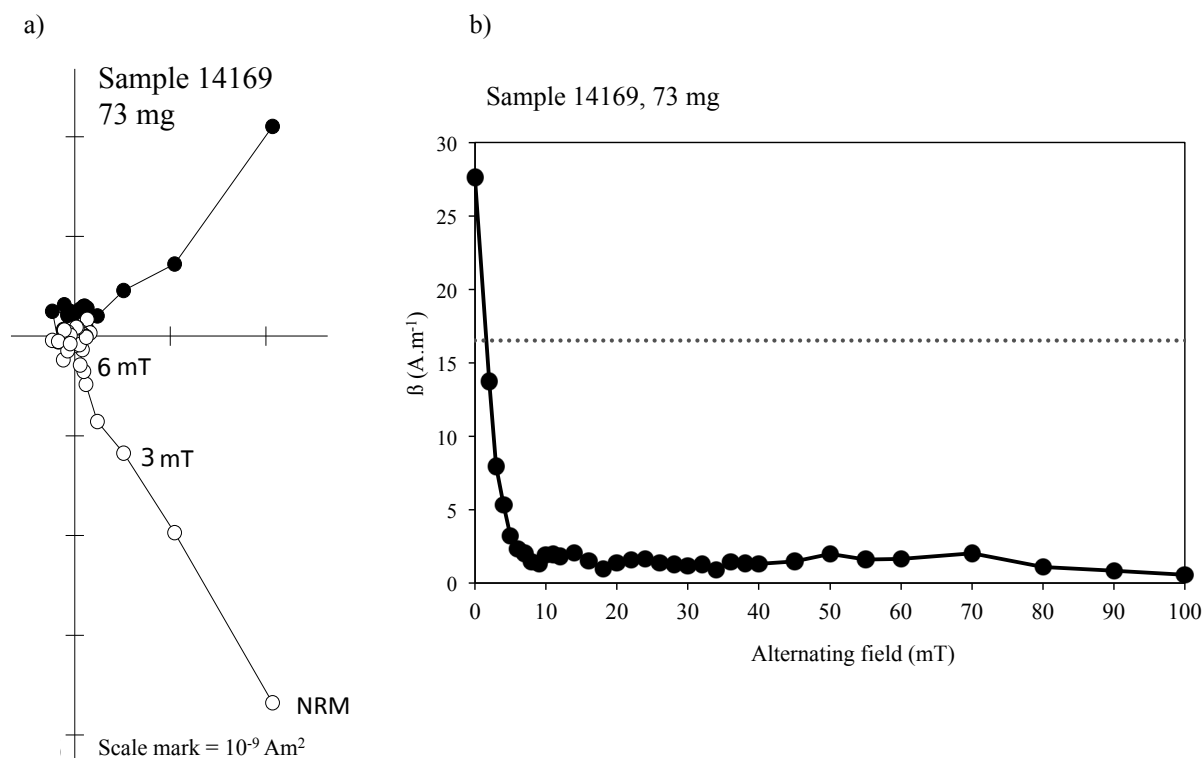 a)
Sample 14169
73 mg
6 mT
3 mT
NRM
Scale mark = 10⁻⁹ Am²
b)
Sample 14169, 73 mg
30
25
20
15
10
5
0
ß (A.m⁻¹)
0 10 20 30 40 50 60 70 80 90 100
Alternating field (mT)